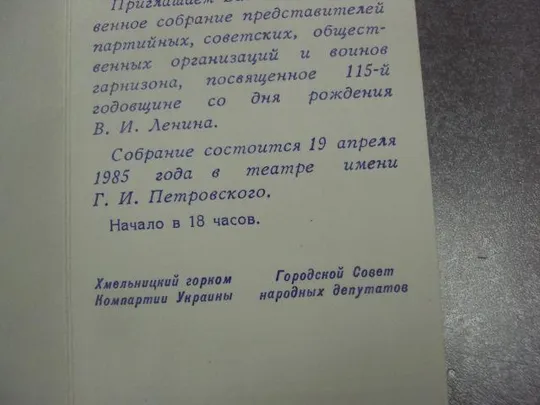 Приглашаем
венное собрание представителей
партийных, советских, общест-
венных организаций и воинов
гарнизона, посвященное 115-й
годовщине со дня рождения
В. И. Ленина.
Собрание состоится 19 апреля
1985 года в театре имени
Г. И. Петровского.
Начало в 18 часов.
Хмельницкий горком
Компартии Украины
Городской Совет
народных депутатов